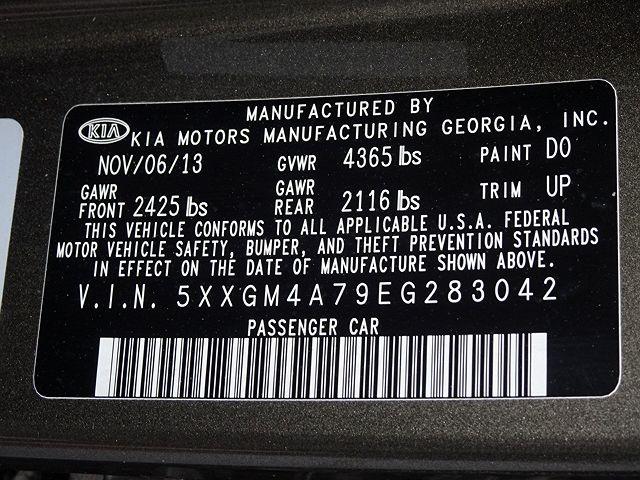 MANUFACTURED BY
KIA KIA MOTORS MANUFACTURING GEORGIA, INC.
NOV/06/13 GVWR 4365 lbs PAINT D0
GAWR FRONT 2425 lbs GAWR REAR 2116 lbs TRIM UP
THIS VEHICLE CONFORMS TO ALL APPLICABLE U.S.A. FEDERAL
MOTOR VEHICLE SAFETY, BUMPER, AND THEFT PREVENTION STANDARDS
IN EFFECT ON THE DATE OF MANUFACTURE SHOWN ABOVE.
V.I.N. 5XXGM4A79EG283042
PASSENGER CAR